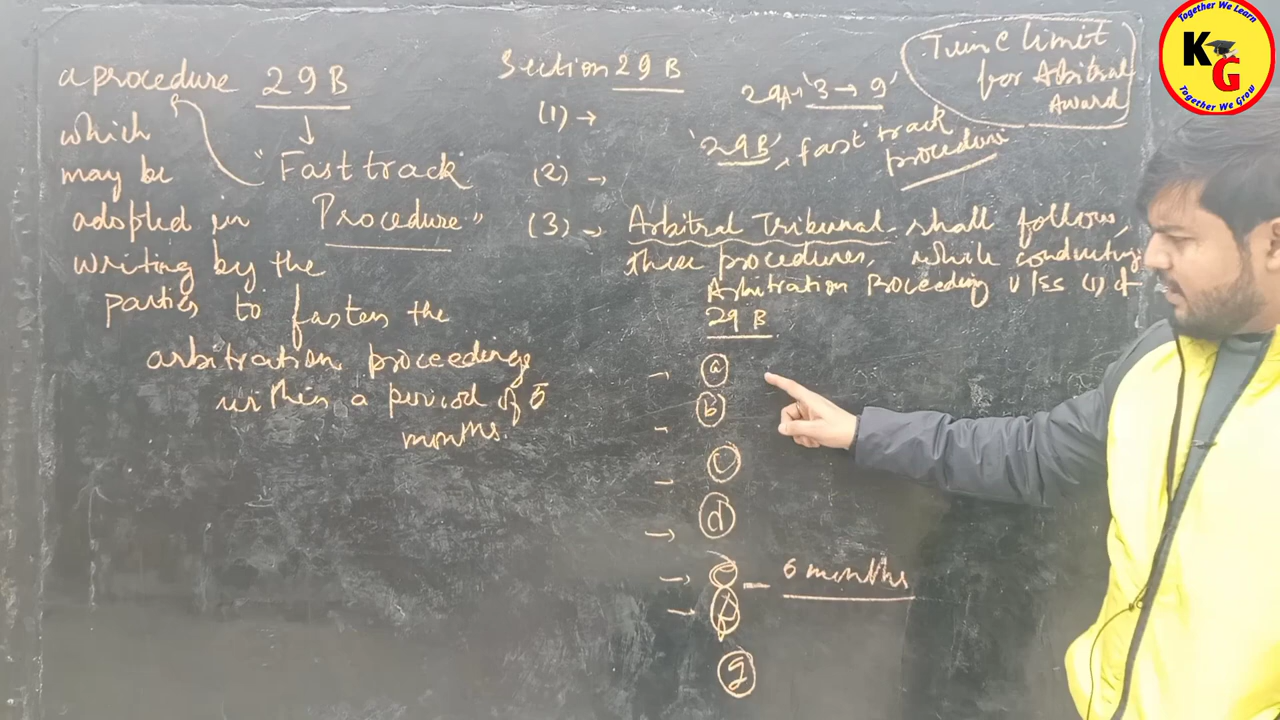 a procedure 29 B
which
may be
adopted in
writing by the
parties to fasten the
arbitration proceedings
within a period of 6
months.
"Fast track
Procedure"
Section 29 B
(1) →
(2) →
(3) → Arbitral Tribunal shall follow,
these procedures, while conducting
Arbitration Proceeding U/ss (1) of
29 B
→ a
- b
- c
→ d
→ e — 6 months
→ f
g
29A → '3 → 9'
'29B', fast track
procedure
Time limit
for Arbitral
Award
Together We Learn
KG
Together We Grow